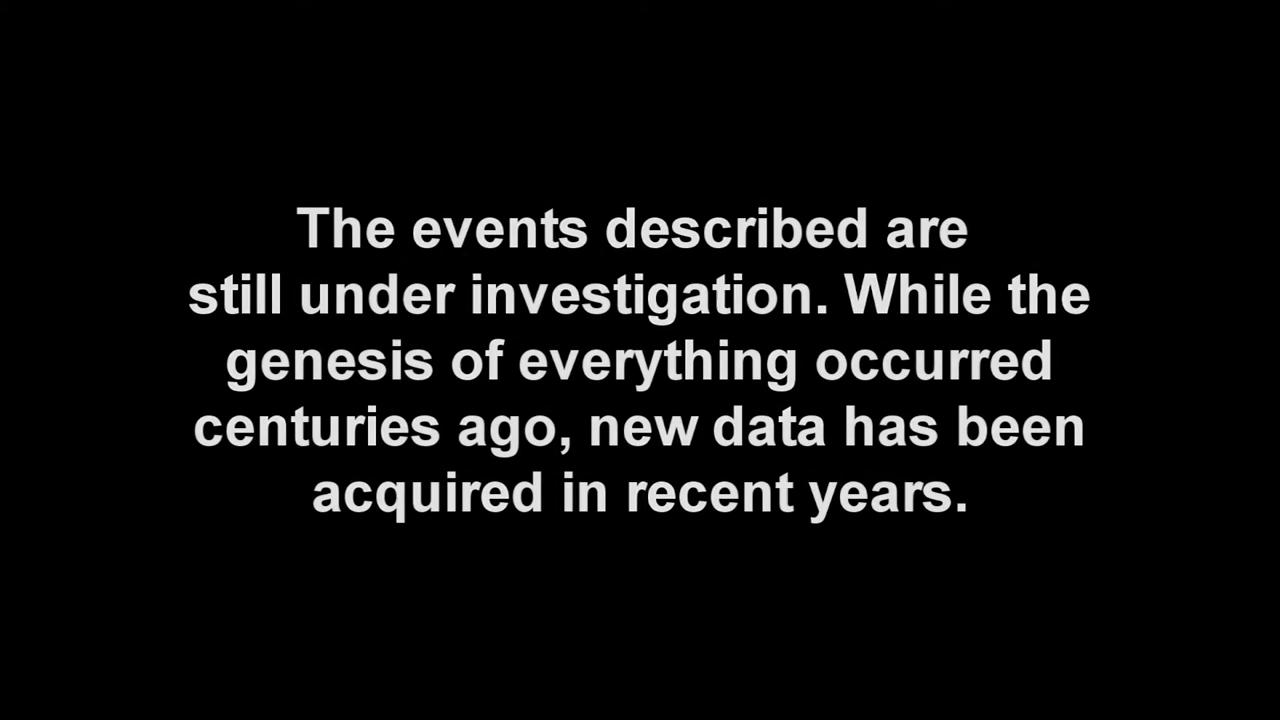 The events described are
still under investigation. While the
genesis of everything occurred
centuries ago, new data has been
acquired in recent years.